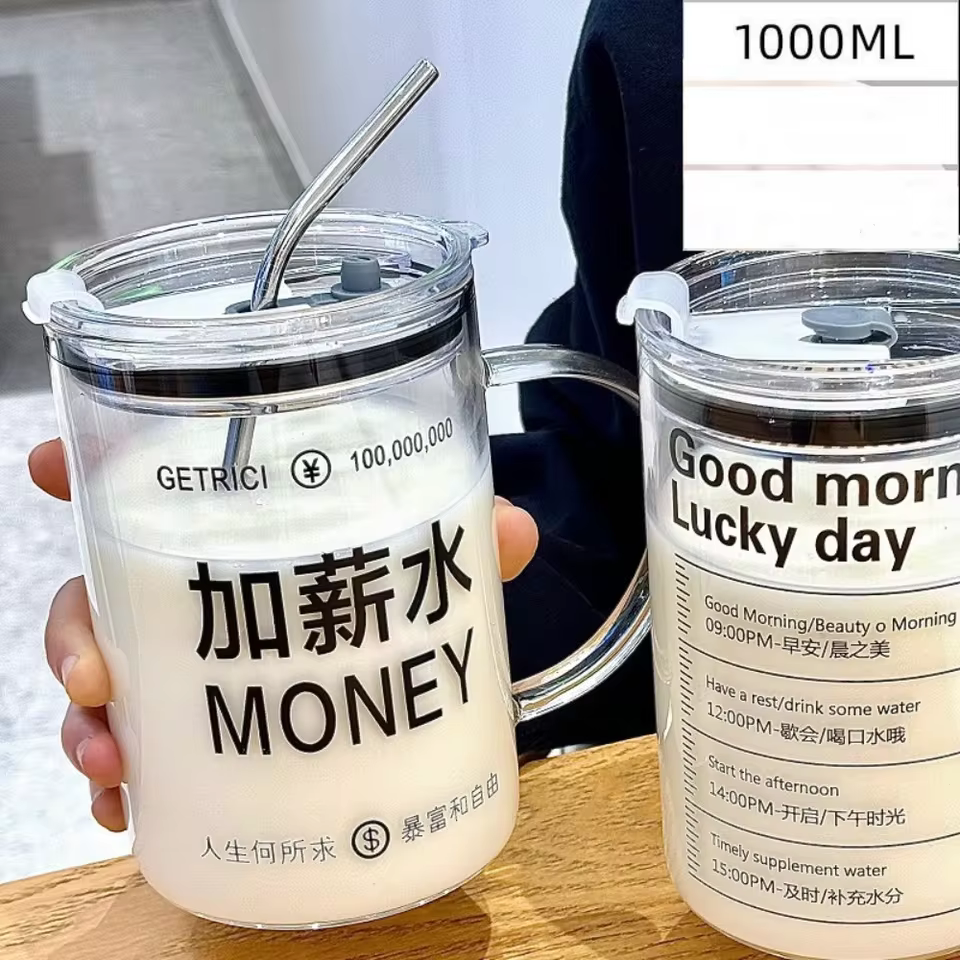 1000ML
GETRICI ¥ 100,000,000
加薪水
MONEY
人生何所求 $ 暴富和自由
Good morn
Lucky day
Good Morning/Beauty o Morning
09:00PM-早安/晨之美
Have a rest/drink some water
12:00PM-歇会/喝口水哦
Start the afternoon
14:00PM-开启/下午时光
Timely supplement water
15:00PM-及时/补充水分